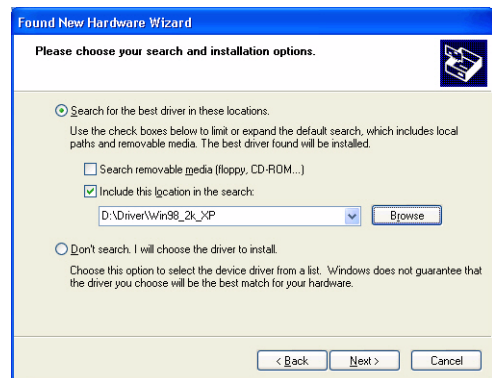 Found New Hardware Wizard
Please choose your search and installation options.
Search for the best driver in these locations.
Use the check boxes below to limit or expand the default search, which includes local
paths and removable media. The best driver found will be installed.
Search removable media (floppy, CD-ROM...)
Include this location in the search:
D:\Driver\Win98_2k_XP
Browse
Don't search. I will choose the driver to install.
Choose this option to select the device driver from a list. Windows does not guarantee that
the driver you choose will be the best match for your hardware.
< Back
Next >
Cancel